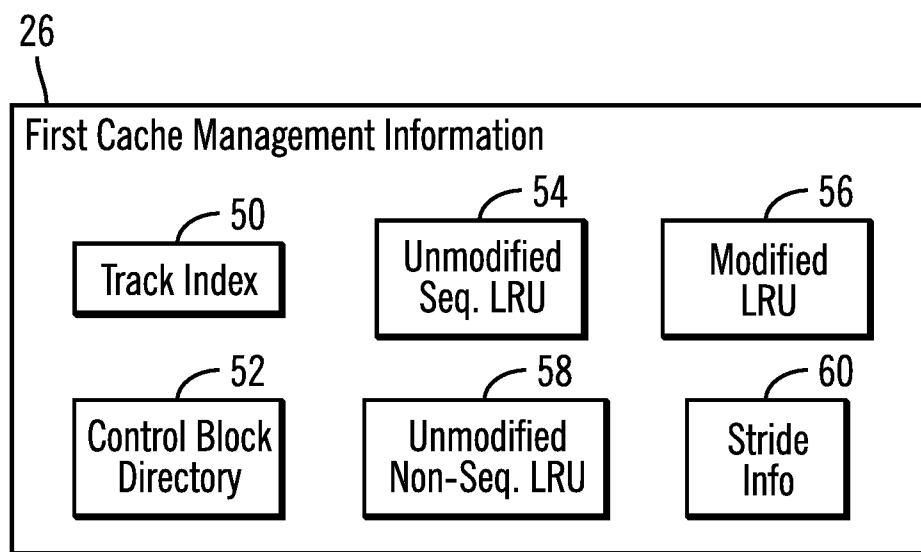 26
First Cache Management Information
50
Track Index
54
Unmodified
Seq. LRU
56
Modified
LRU
52
Control Block
Directory
58
Unmodified
Non-Seq. LRU
60
Stride
Info